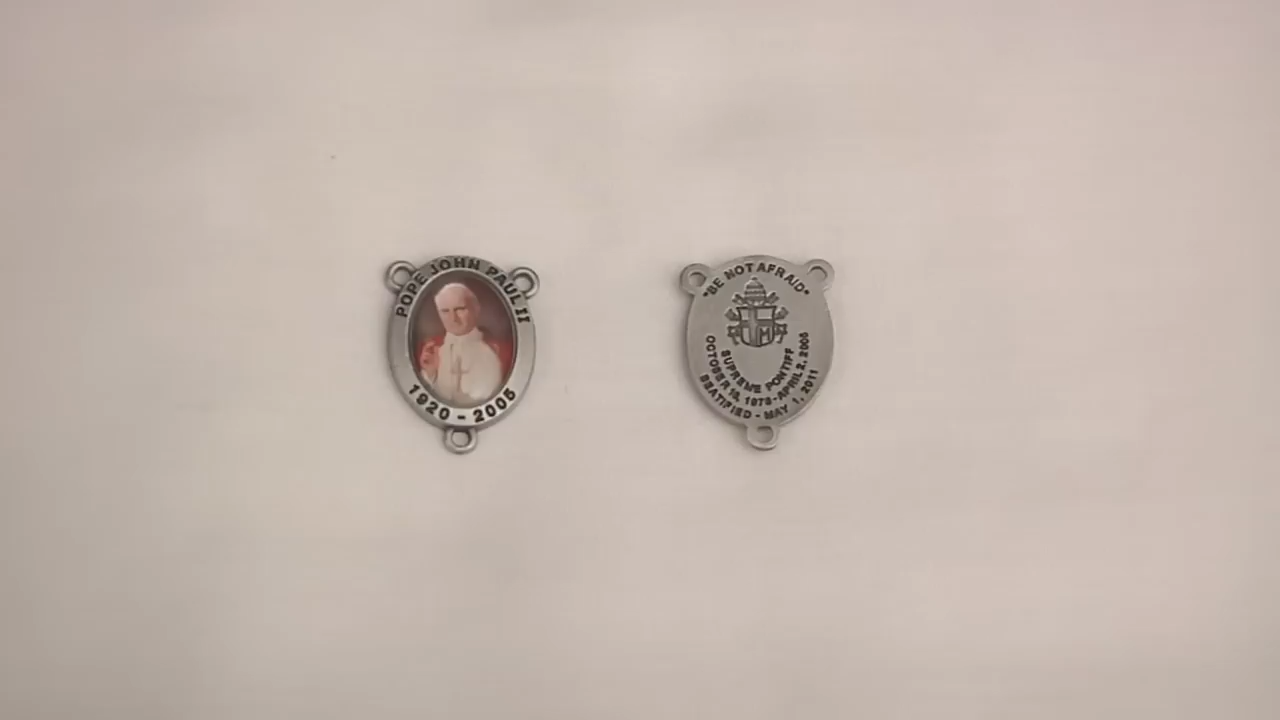 POPE JOHN PAUL II
1920 - 2005
"BE NOT AFRAID"
SUPREME PONTIFF
OCTOBER 16, 1978-APRIL 2, 2005
BEATIFIED - MAY 1, 2011